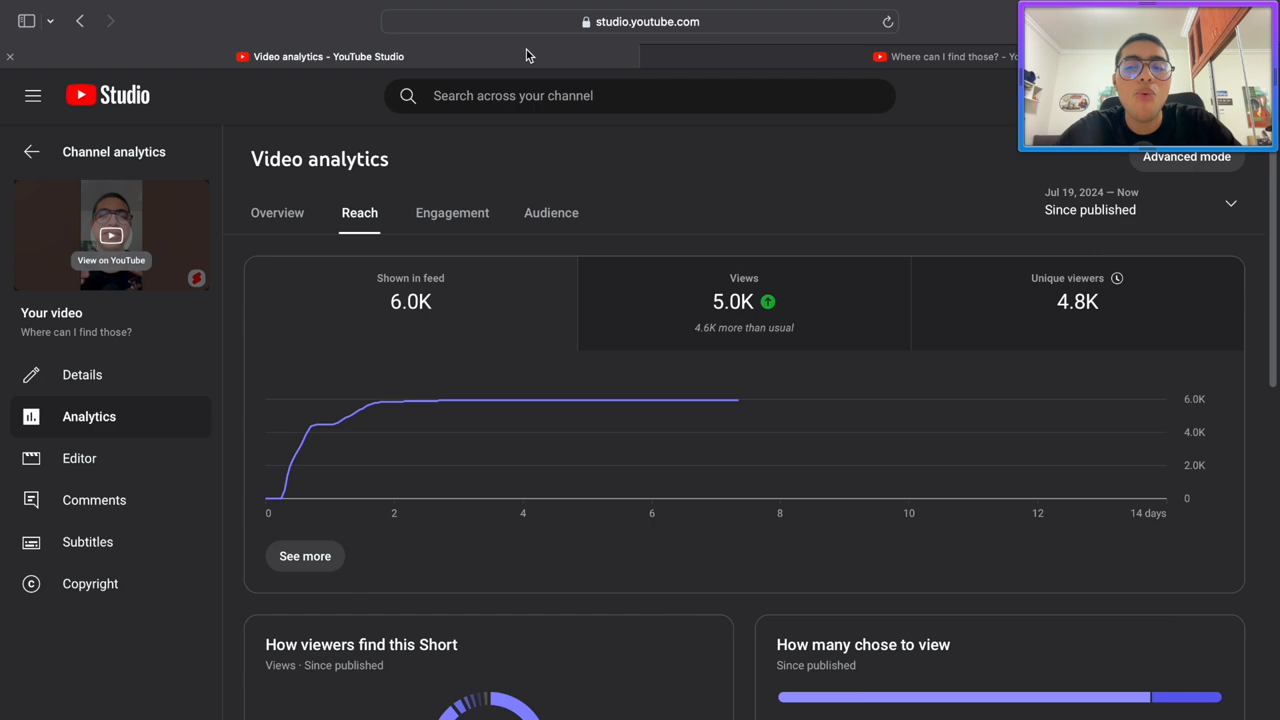 studio.youtube.com
Video analytics - YouTube Studio
Where can I find those? - Yo
Studio
Search across your channel
Channel analytics
View on YouTube
Your video
Where can I find those?
Details
Analytics
Editor
Comments
Subtitles
Copyright
Video analytics
Advanced mode
Overview
Reach
Engagement
Audience
Jul 19, 2024 — Now
Since published
Shown in feed
6.0K
Views
5.0K
4.6K more than usual
Unique viewers
4.8K
6.0K
4.0K
2.0K
0
0 2 4 6 8 10 12 14 days
See more
How viewers find this Short
Views · Since published
How many chose to view
Since published